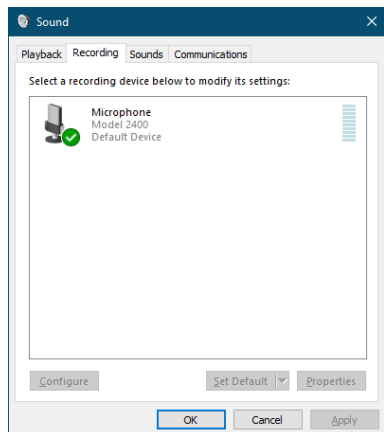 Sound
Playback Recording Sounds Communications
Select a recording device below to modify its settings:
Microphone
Model 2400
Default Device
Configure Set Default Properties
OK Cancel Apply